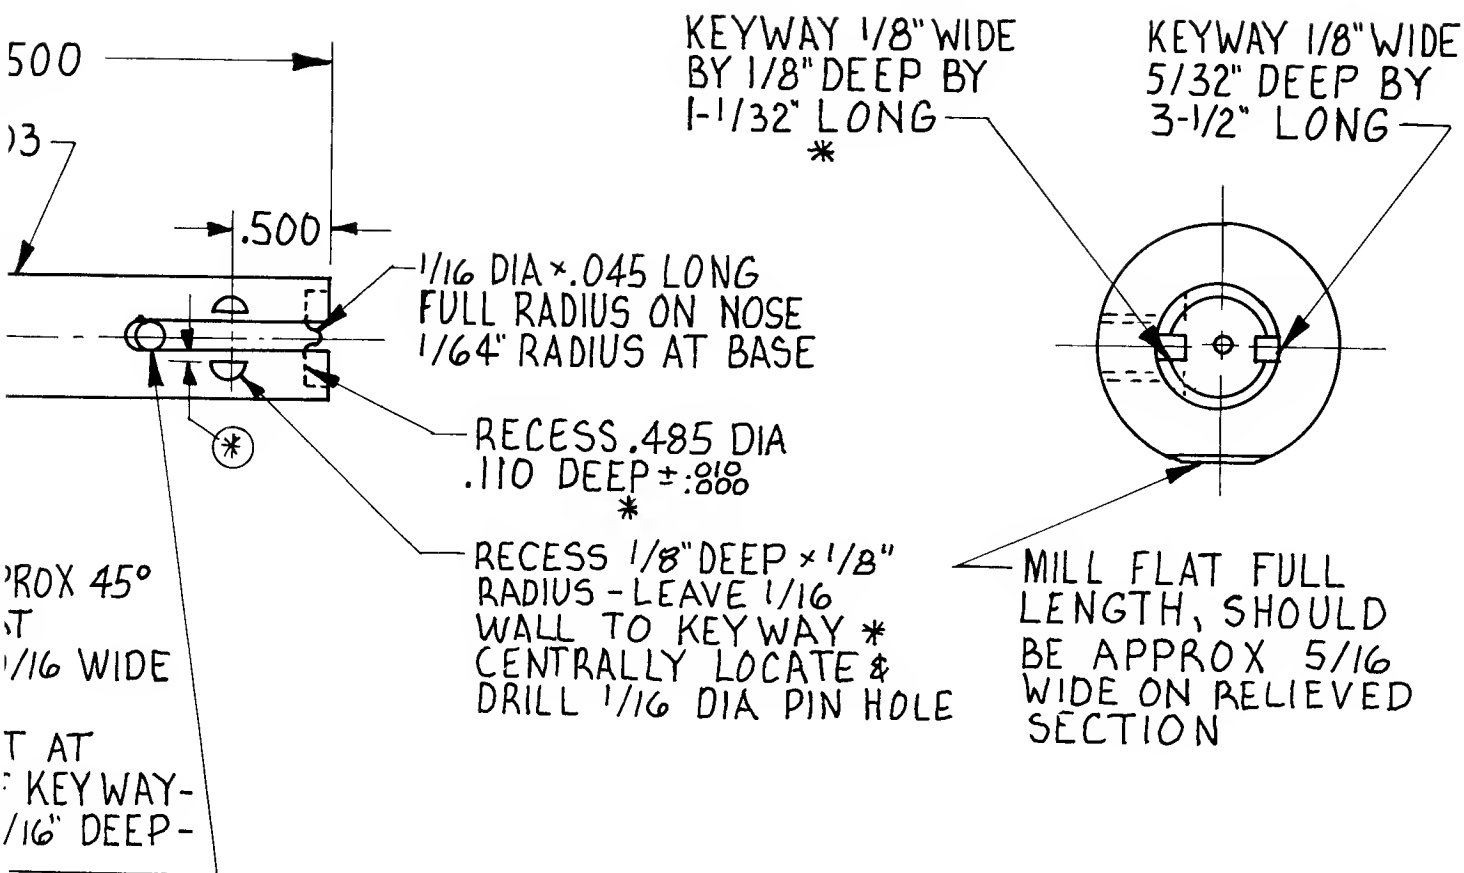 500
03
.500
KEYWAY 1/8" WIDE
BY 1/8" DEEP BY
1-1/32" LONG
*
KEYWAY 1/8" WIDE
5/32" DEEP BY
3-1/2" LONG
1/16 DIA × .045 LONG
FULL RADIUS ON NOSE
1/64" RADIUS AT BASE
*
RECESS .485 DIA
.110 DEEP ± .010 .000
*
RECESS 1/8" DEEP × 1/8"
RADIUS - LEAVE 1/16
WALL TO KEYWAY *
CENTRALLY LOCATE &
DRILL 1/16 DIA PIN HOLE
MILL FLAT FULL
LENGTH, SHOULD
BE APPROX 5/16
WIDE ON RELIEVED
SECTION
PROX 45°
/16 WIDE
T AT
KEYWAY-
/16" DEEP-